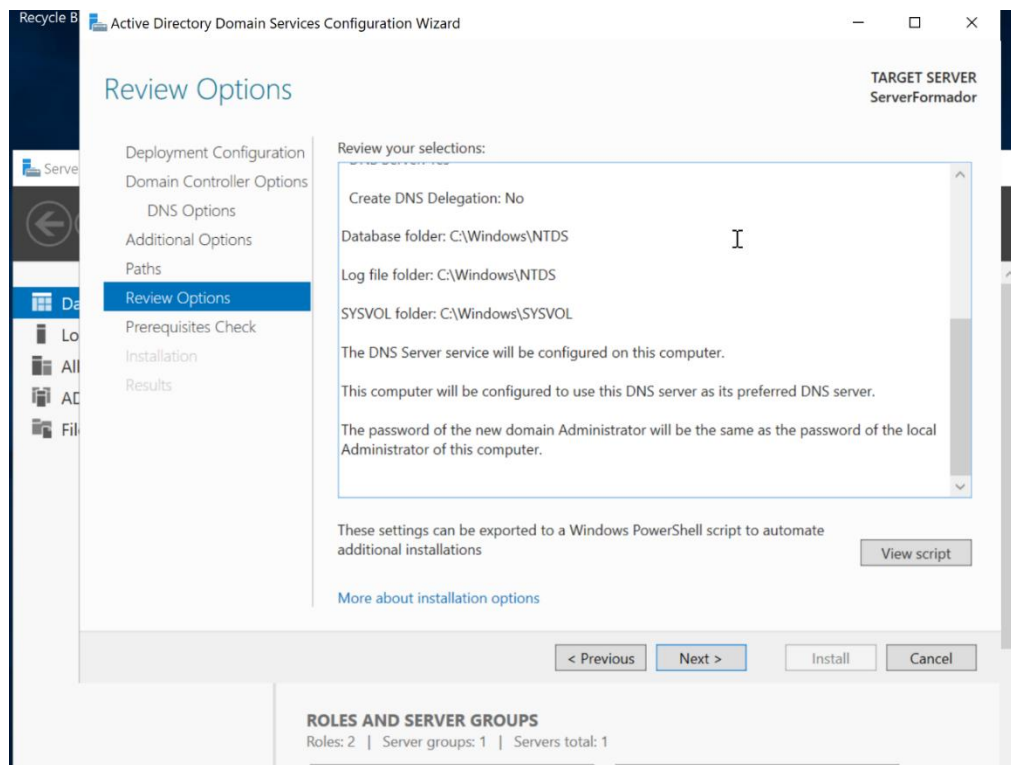 Recycle B
Active Directory Domain Services Configuration Wizard
Review Options
TARGET SERVER
ServerFormador
Serve
Da
Lo
All
AD
Fil
Deployment Configuration
Domain Controller Options
DNS Options
Additional Options
Paths
Review Options
Prerequisites Check
Installation
Results
Review your selections:
Create DNS Delegation: No
Database folder: C:\Windows\NTDS
Log file folder: C:\Windows\NTDS
SYSVOL folder: C:\Windows\SYSVOL
The DNS Server service will be configured on this computer.
This computer will be configured to use this DNS server as its preferred DNS server.
The password of the new domain Administrator will be the same as the password of the local
Administrator of this computer.
These settings can be exported to a Windows PowerShell script to automate
additional installations
View script
More about installation options
< Previous
Next >
Install
Cancel
ROLES AND SERVER GROUPS
Roles: 2 | Server groups: 1 | Servers total: 1